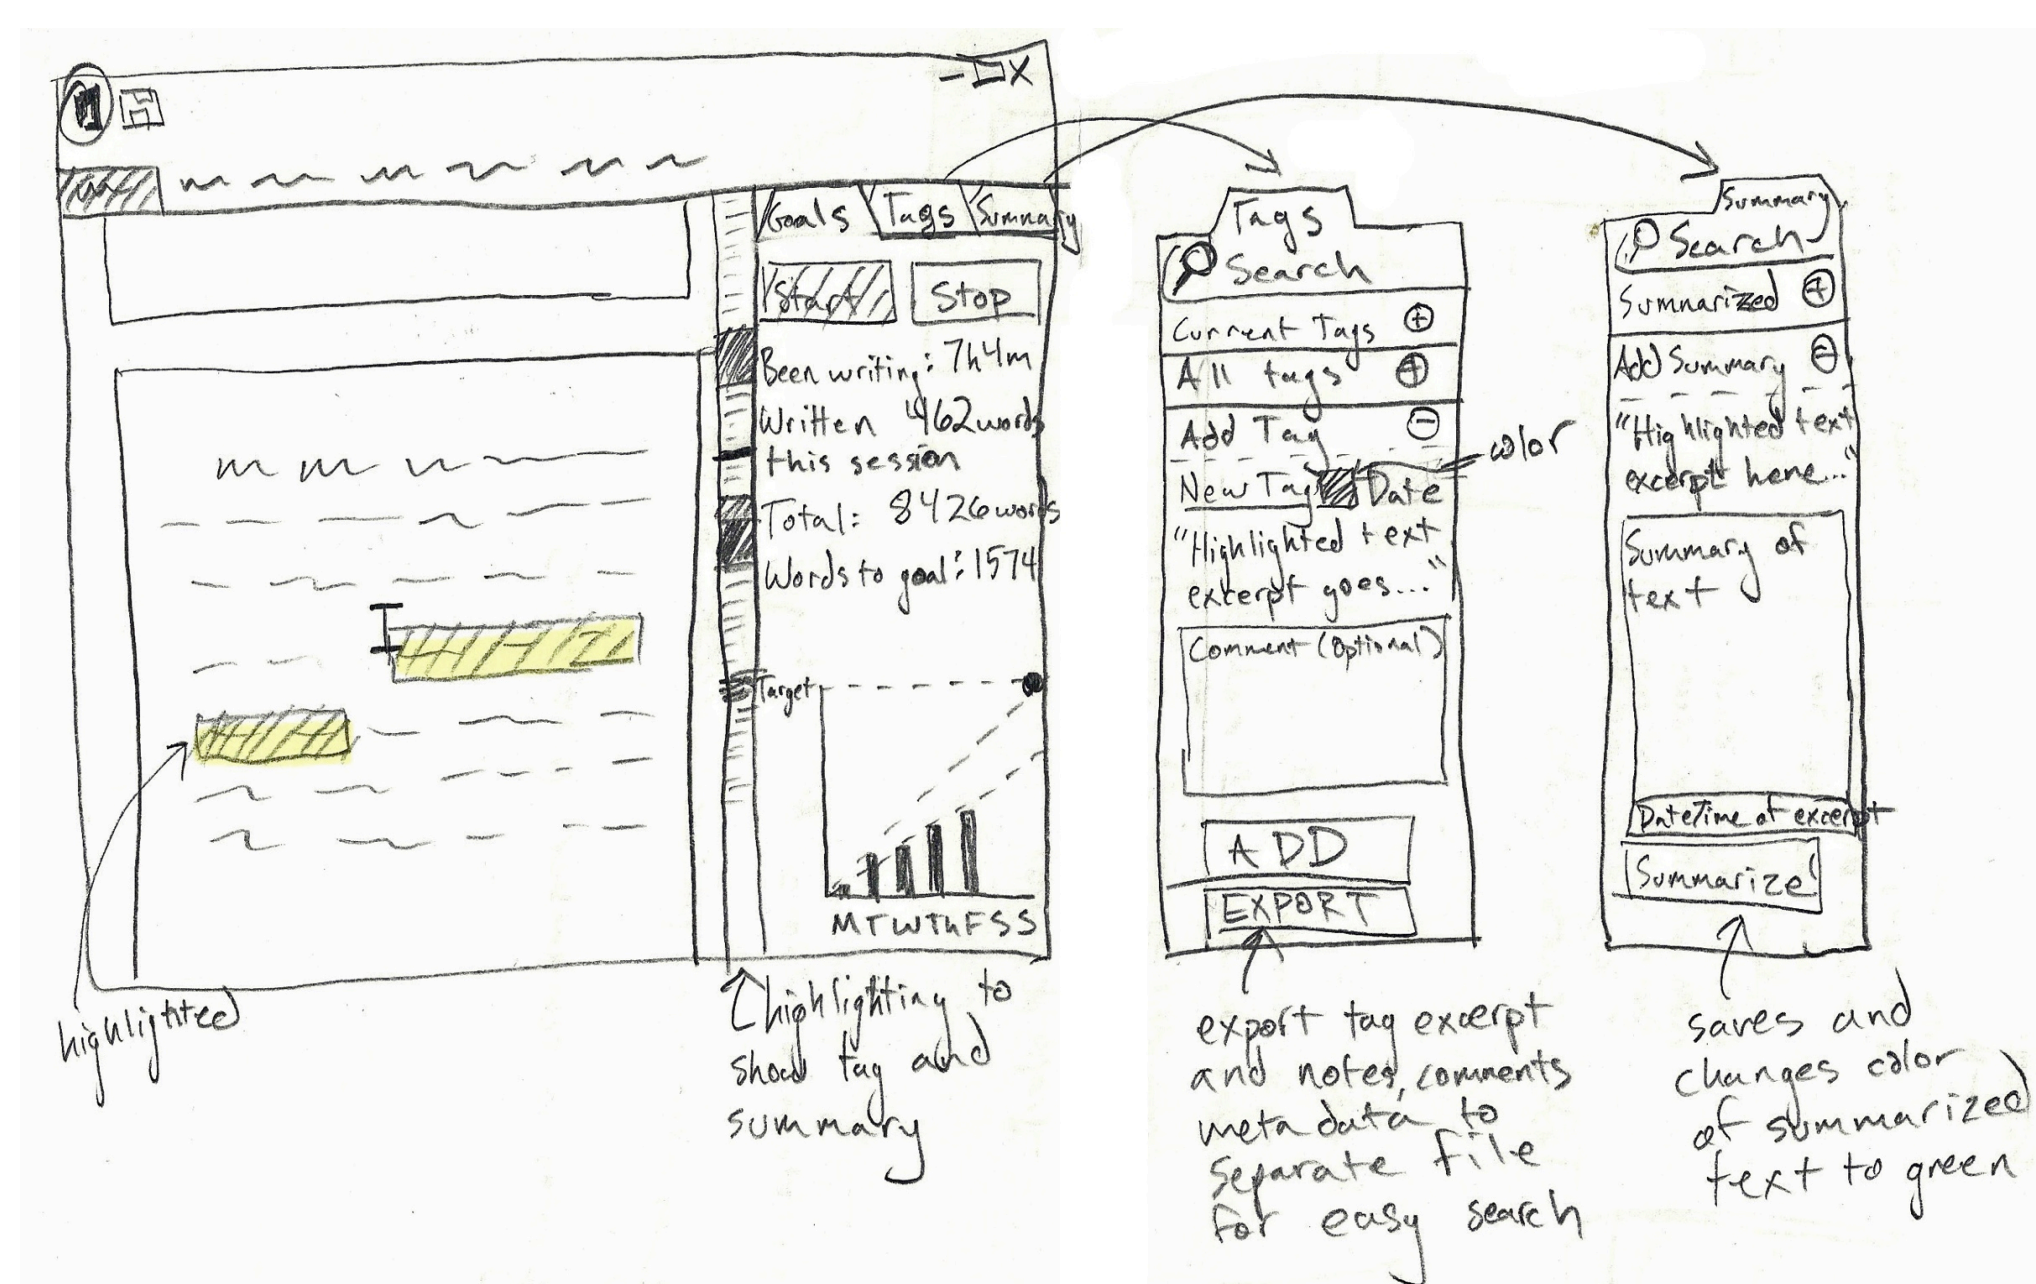 Goals
Tags
Summary
Start
Stop
Been writing: 7h4m
Written 462 words
this session
Total: 8426 words
Words to goal: 1574
Target
M T W Th F S S
highlighted
highlighting to
show tag and
summary
Tags
Search
Current Tags
All tags
Add Tag
color
New Tag Date
"Highlighted text
excerpt goes..."
Comment (Optional)
ADD
EXPORT
export tag excerpt
and notes, comments
metadata to
separate file
for easy search
Summary
Search
Summarized
Add Summary
"Highlighted text
excerpt here..."
Summary of
text
Date/Time of excerpt
Summarize
saves and
changes color
of summarized
text to green